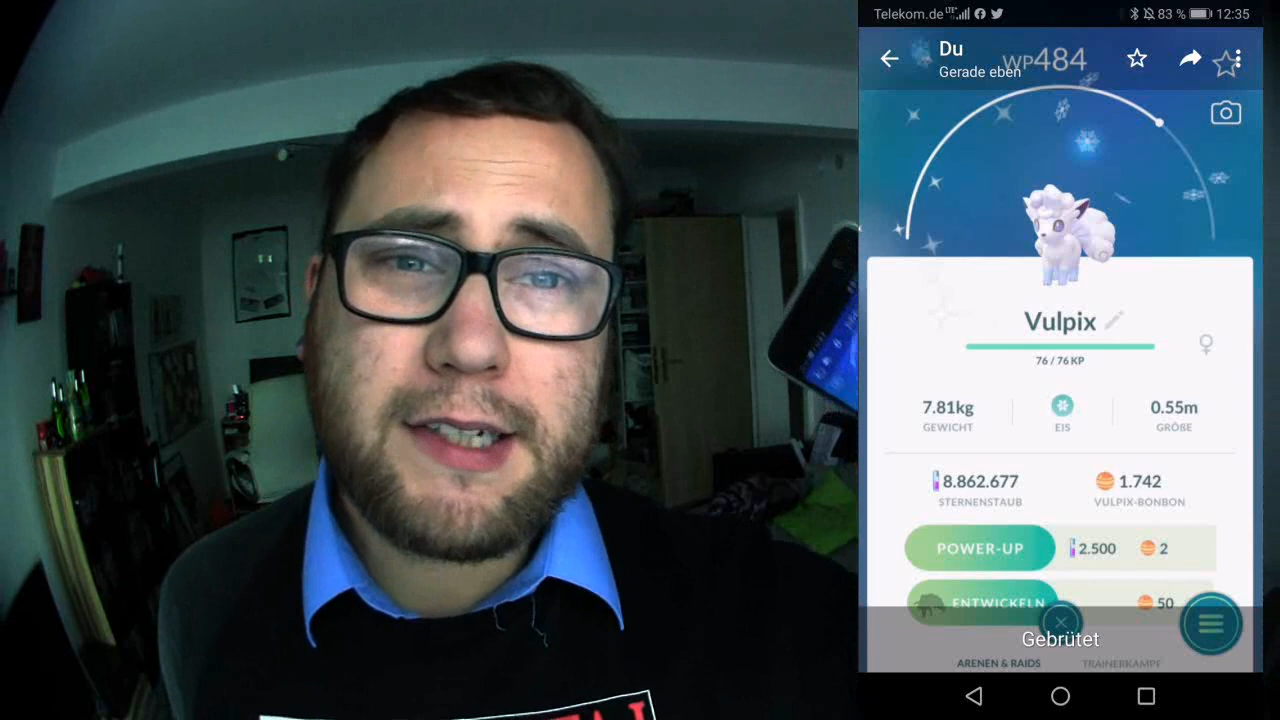 Telekom.de LTE 83 % 12:35
Du
Gerade eben
WP484
Vulpix
76 / 76 KP
7.81kg
GEWICHT
EIS
0.55m
GRÖßE
8.862.677
STERNENSTAUB
1.742
VULPIX-BONBON
POWER-UP
2.500
2
ENTWICKELN
50
Gebrütet
ARENEN & RAIDS
TRAINERKAMPF